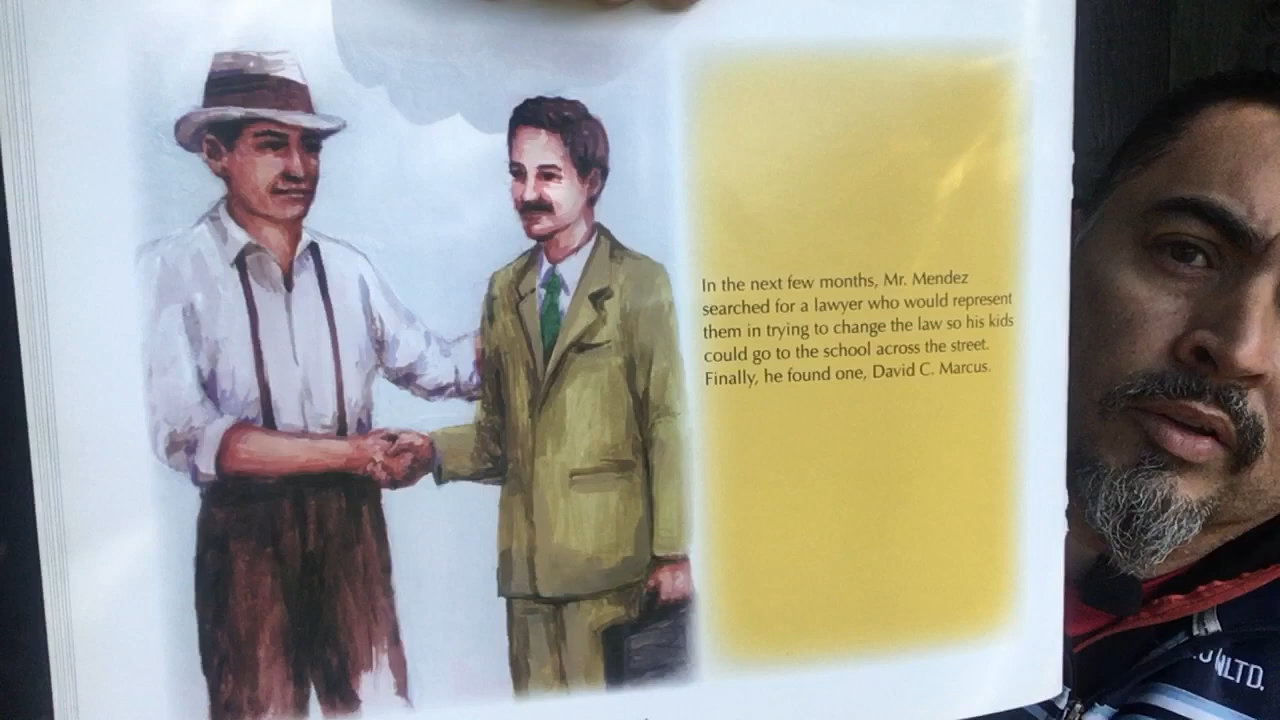 In the next few months, Mr. Mendez
searched for a lawyer who would represent
them in trying to change the law so his kids
could go to the school across the street.
Finally, he found one, David C. Marcus.
LTD.